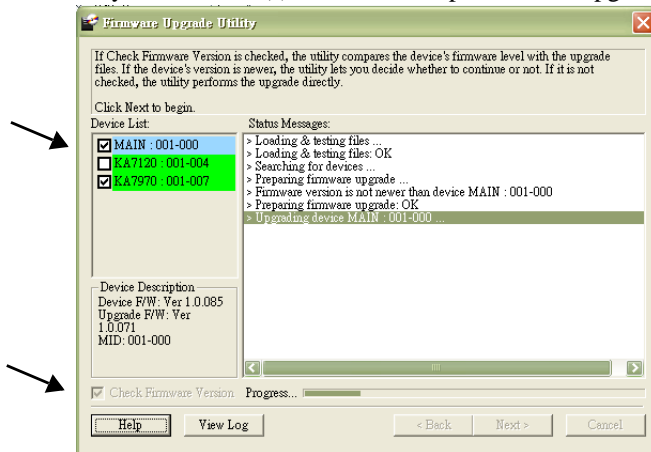 Firmware Upgrade Utility
If Check Firmware Version is checked, the utility compares the device's firmware level with the upgrade
files. If the device's version is newer, the utility lets you decide whether to continue or not. If it is not
checked, the utility performs the upgrade directly.
Click Next to begin.
Device List:
MAIN : 001-000
KA7120 : 001-004
KA7970 : 001-007
Status Messages:
> Loading & testing files ...
> Loading & testing files: OK
> Searching for devices ...
> Preparing firmware upgrade ...
> Firmware version is not newer than device MAIN : 001-000
> Preparing firmware upgrade: OK
> Upgrading device MAIN : 001-000 ...
Device Description
Device F/W: Ver 1.0.085
Upgrade F/W: Ver
1.0.071
MID: 001-000
Check Firmware Version Progress...
Help View Log < Back Next > Cancel